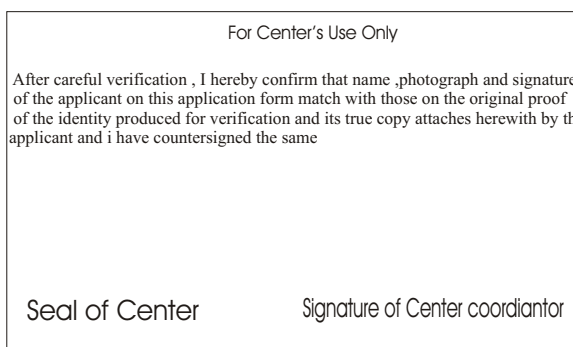 For Center's Use Only
After careful verification , I hereby confirm that name ,photograph and signature
of the applicant on this application form match with those on the original proof
of the identity produced for verification and its true copy attaches herewith by th
applicant and i have countersigned the same
Seal of Center Signature of Center coordiantor